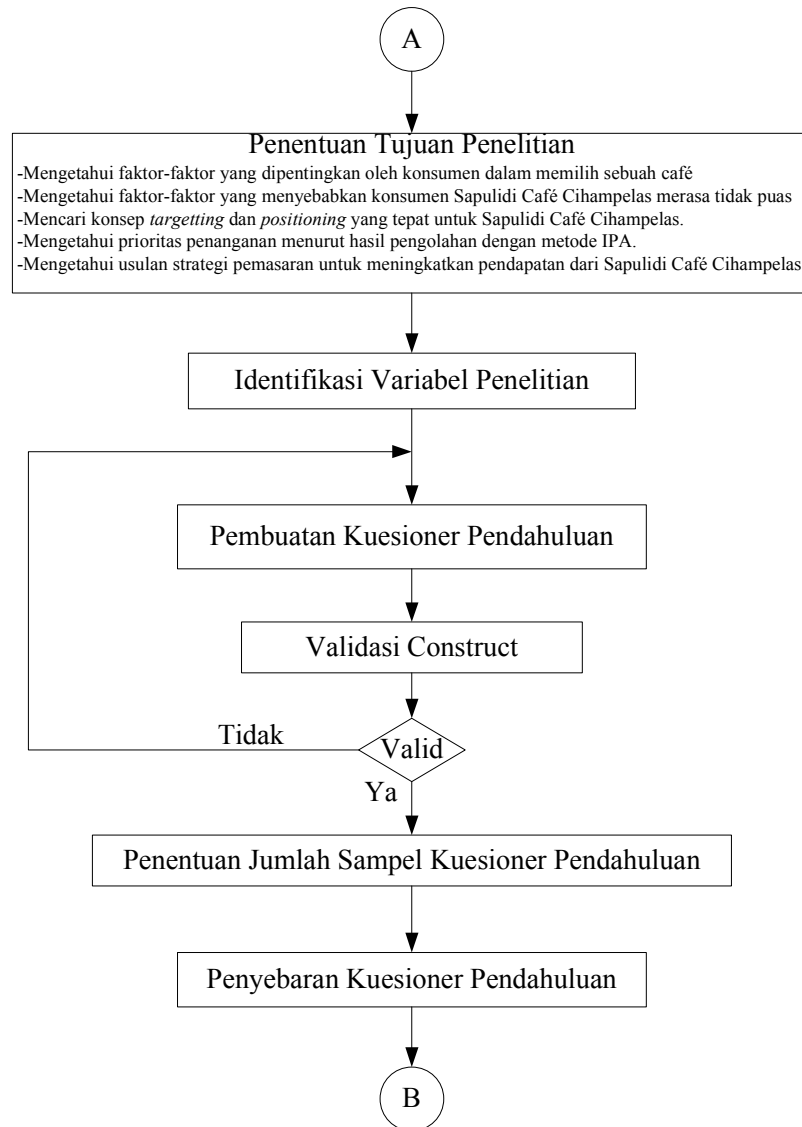 A
Penentuan Tujuan Penelitian
-Mengetahui faktor-faktor yang dipentingkan oleh konsumen dalam memilih sebuah café
-Mengetahui faktor-faktor yang menyebabkan konsumen Sapulidi Café Cihampelas merasa tidak puas
-Mencari konsep targetting dan positioning yang tepat untuk Sapulidi Café Cihampelas.
-Mengetahui prioritas penanganan menurut hasil pengolahan dengan metode IPA.
-Mengetahui usulan strategi pemasaran untuk meningkatkan pendapatan dari Sapulidi Café Cihampelas
Identifikasi Variabel Penelitian
Pembuatan Kuesioner Pendahuluan
Validasi Construct
Tidak
Valid
Ya
Penentuan Jumlah Sampel Kuesioner Pendahuluan
Penyebaran Kuesioner Pendahuluan
B